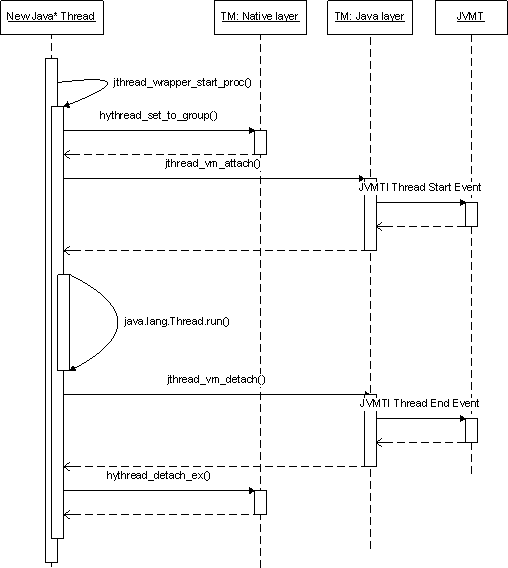 New Java* Thread
TM: Native layer
TM: Java layer
JVMT
jthread_wrapper_start_proc()
hythread_set_to_group()
jthread_vm_attach()
JVMTI Thread Start Event
java.lang.Thread.run()
jthread_vm_detach()
JVMTI Thread End Event
hythread_detach_ex()